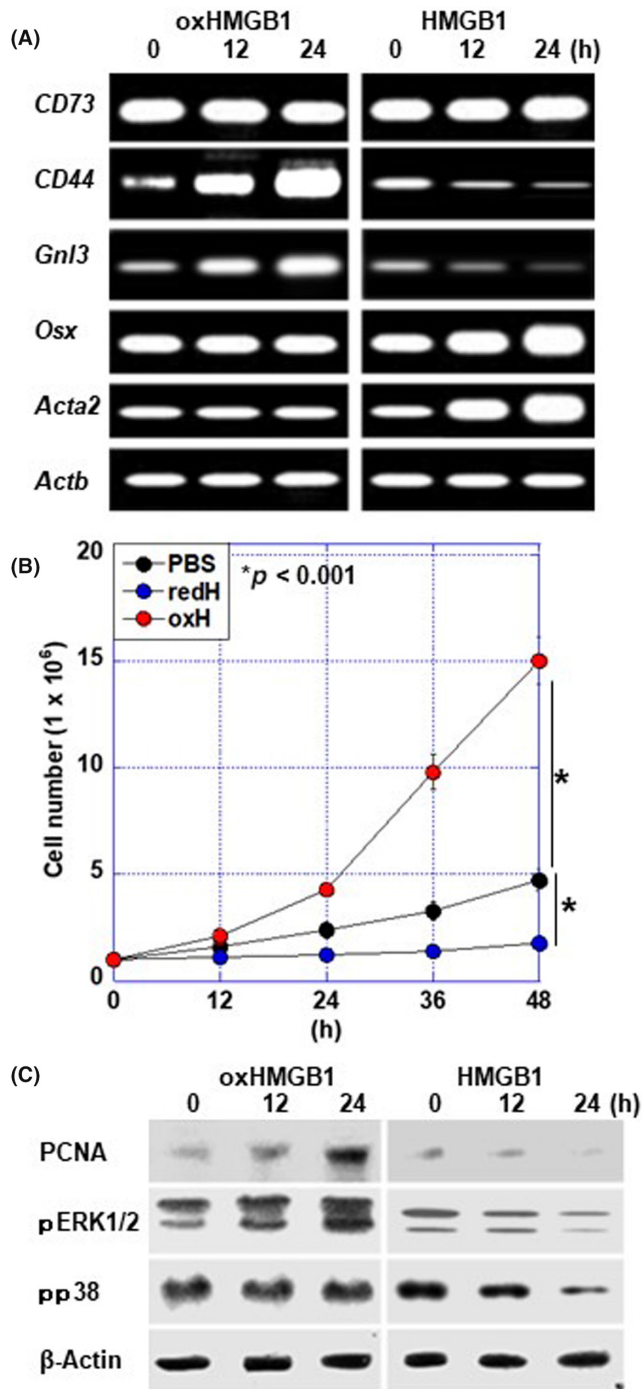 (A)
oxHMGB1 HMGB1
0 12 24 0 12 24 (h)
CD73
CD44
Gnl3
Osx
Acta2
Actb
(B)
20
PBS
redH
oxH
*p < 0.001
15
10
5
0
Cell number (1 x 10⁶)
*
*
0 12 24 36 48
(h)
(C)
oxHMGB1 HMGB1
0 12 24 0 12 24 (h)
PCNA
pERK1/2
pp38
β-Actin